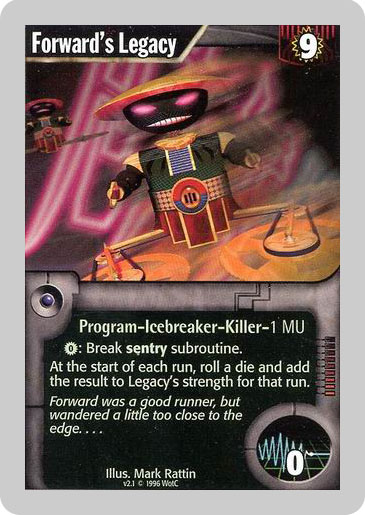 Forward's Legacy
9
Program-Icebreaker-Killer-1 MU
0: Break sentry subroutine.
At the start of each run, roll a die and add
the result to Legacy's strength for that run.
Forward was a good runner, but
wandered a little too close to the
edge. . . .
0
Illus. Mark Rattin
v2.1 © 1996 WotC